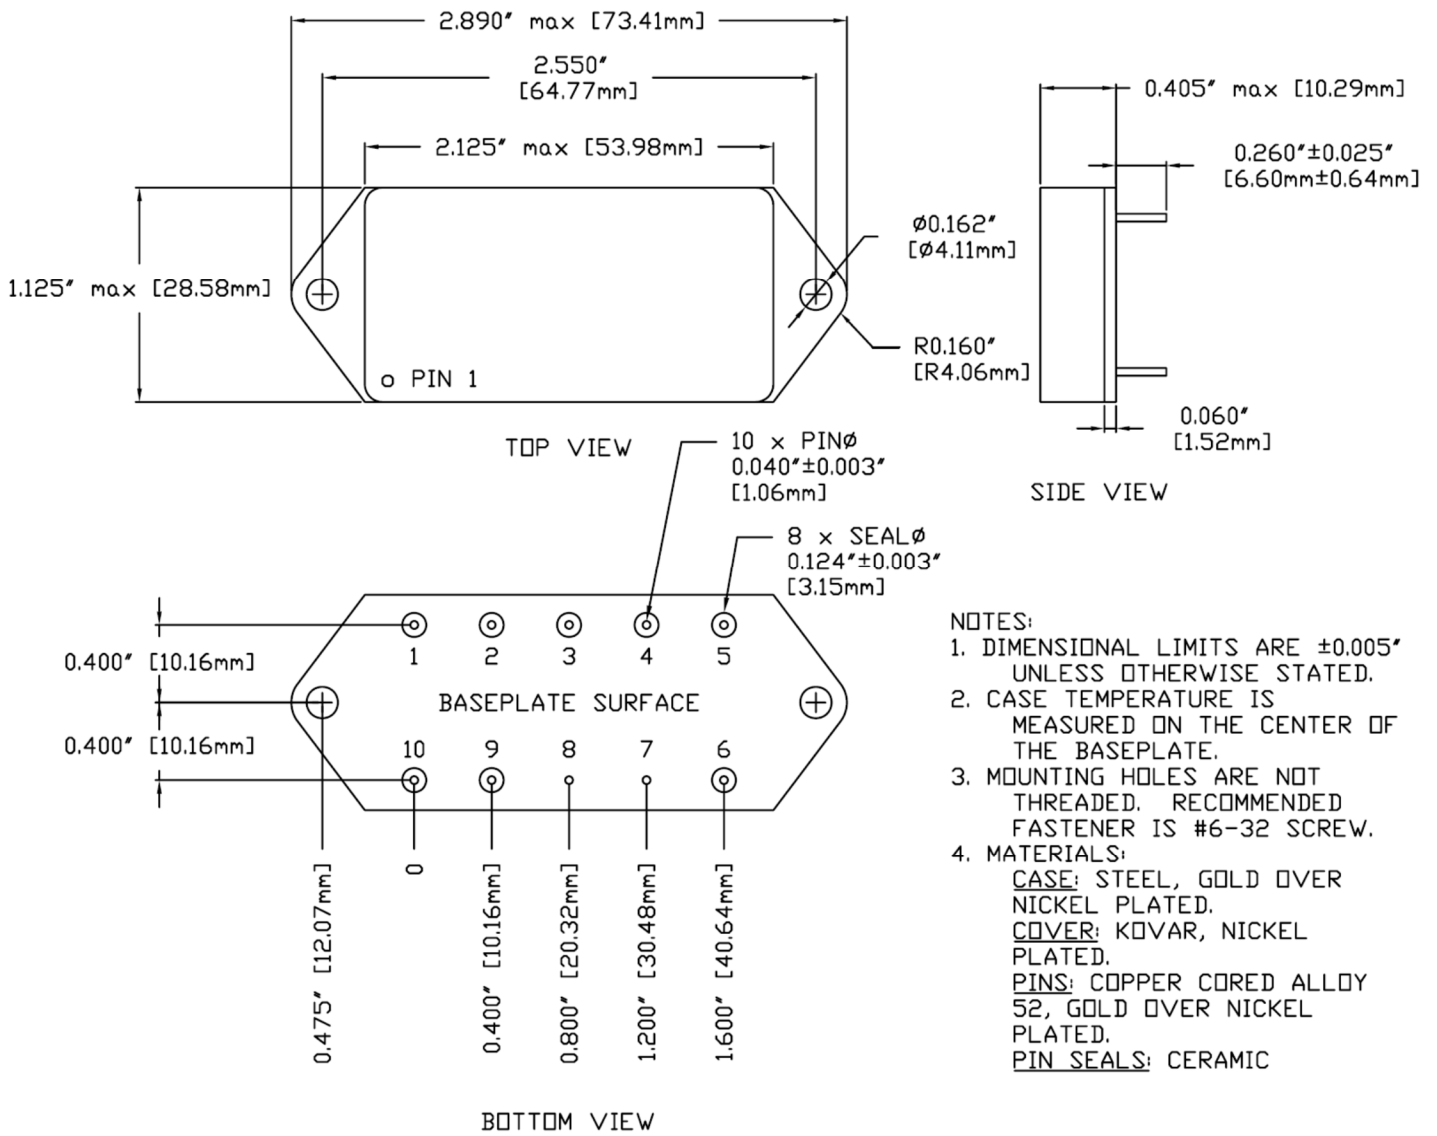 2.890" max [73.41mm]
2.550"
[64.77mm]
2.125" max [53.98mm]
1.125" max [28.58mm]
Ø0.162"
[Ø4.11mm]
R0.160"
[R4.06mm]
PIN 1
TOP VIEW
0.405" max [10.29mm]
0.260"±0.025"
[6.60mm±0.64mm]
0.060"
[1.52mm]
SIDE VIEW
10 x PINØ
0.040"±0.003"
[1.06mm]
8 x SEALØ
0.124"±0.003"
[3.15mm]
1 2 3 4 5
0.400" [10.16mm]
BASEPLATE SURFACE
0.400" [10.16mm]
10 9 8 7 6
0.475" [12.07mm]
0
0.400" [10.16mm]
0.800" [20.32mm]
1.200" [30.48mm]
1.600" [40.64mm]
BOTTOM VIEW
NOTES:
1. DIMENSIONAL LIMITS ARE ±0.005"
UNLESS OTHERWISE STATED.
2. CASE TEMPERATURE IS
MEASURED ON THE CENTER OF
THE BASEPLATE.
3. MOUNTING HOLES ARE NOT
THREADED. RECOMMENDED
FASTENER IS #6-32 SCREW.
4. MATERIALS:
CASE: STEEL, GOLD OVER
NICKEL PLATED.
COVER: KOVAR, NICKEL
PLATED.
PINS: COPPER CORED ALLOY
52, GOLD OVER NICKEL
PLATED.
PIN SEALS: CERAMIC